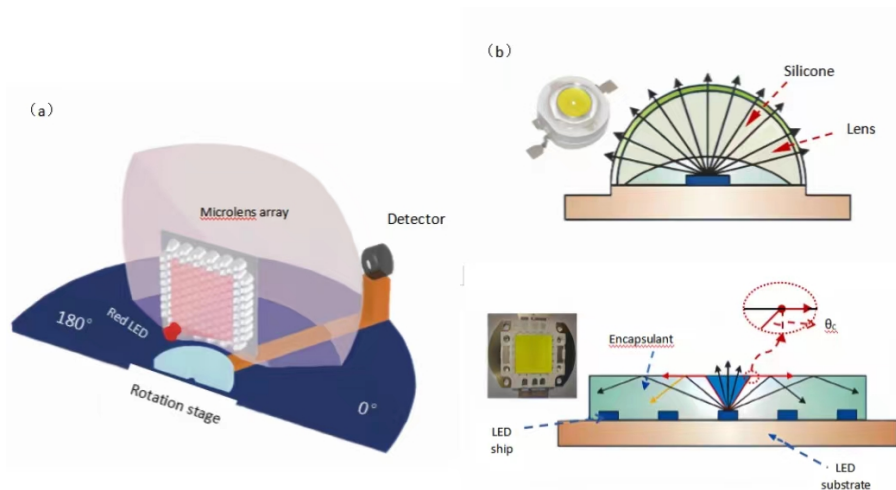 (a)
Microlens array
Detector
180°
Red LED
Rotation stage
0°
(b)
Silicone
Lens
Encapsulant
θc
LED
ship
LED
substrate